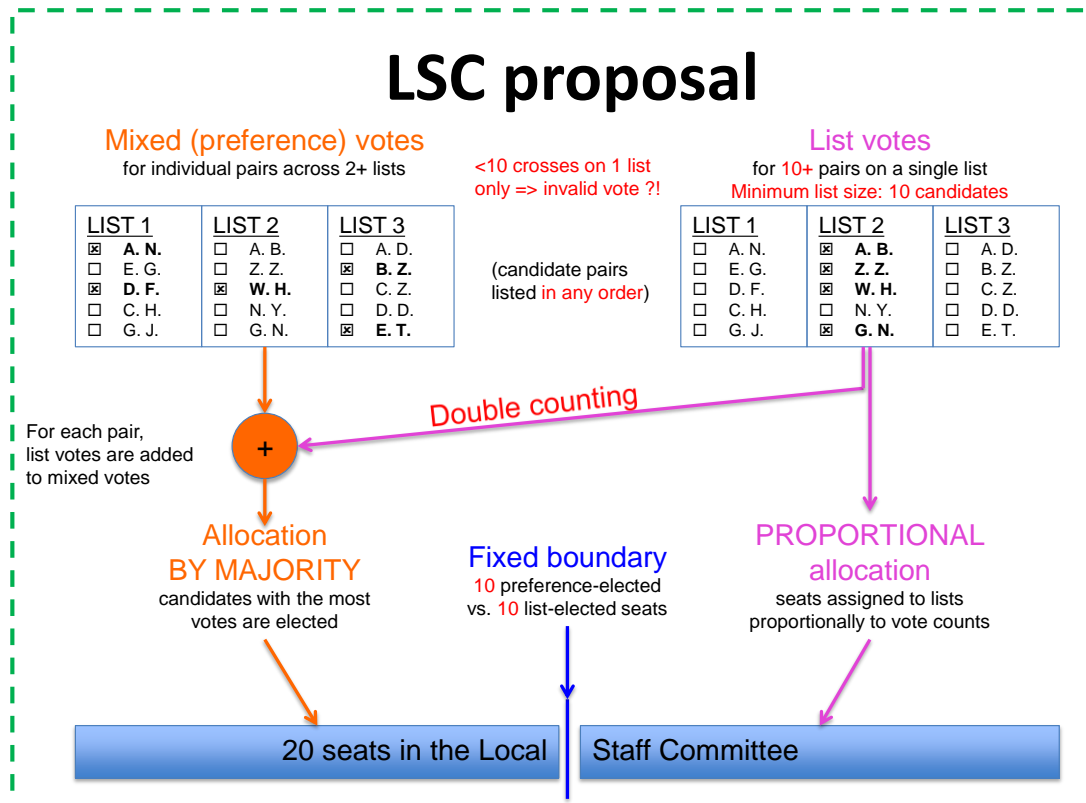 LSC proposal
Mixed (preference) votes
for individual pairs across 2+ lists
<10 crosses on 1 list
only => invalid vote ?!
List votes
for 10+ pairs on a single list
Minimum list size: 10 candidates
LIST 1
☒ A. N.
☐ E. G.
☒ D. F.
☐ C. H.
☐ G. J.
LIST 2
☐ A. B.
☐ Z. Z.
☒ W. H.
☐ N. Y.
☐ G. N.
LIST 3
☐ A. D.
☒ B. Z.
☐ C. Z.
☐ D. D.
☒ E. T.
(candidate pairs
listed in any order)
LIST 1
☐ A. N.
☐ E. G.
☐ D. F.
☐ C. H.
☐ G. J.
LIST 2
☒ A. B.
☒ Z. Z.
☒ W. H.
☐ N. Y.
☒ G. N.
LIST 3
☐ A. D.
☐ B. Z.
☐ C. Z.
☐ D. D.
☐ E. T.
Double counting
For each pair,
list votes are added
to mixed votes
+
Allocation
BY MAJORITY
candidates with the most
votes are elected
Fixed boundary
10 preference-elected
vs. 10 list-elected seats
PROPORTIONAL
allocation
seats assigned to lists
proportionally to vote counts
20 seats in the Local Staff Committee